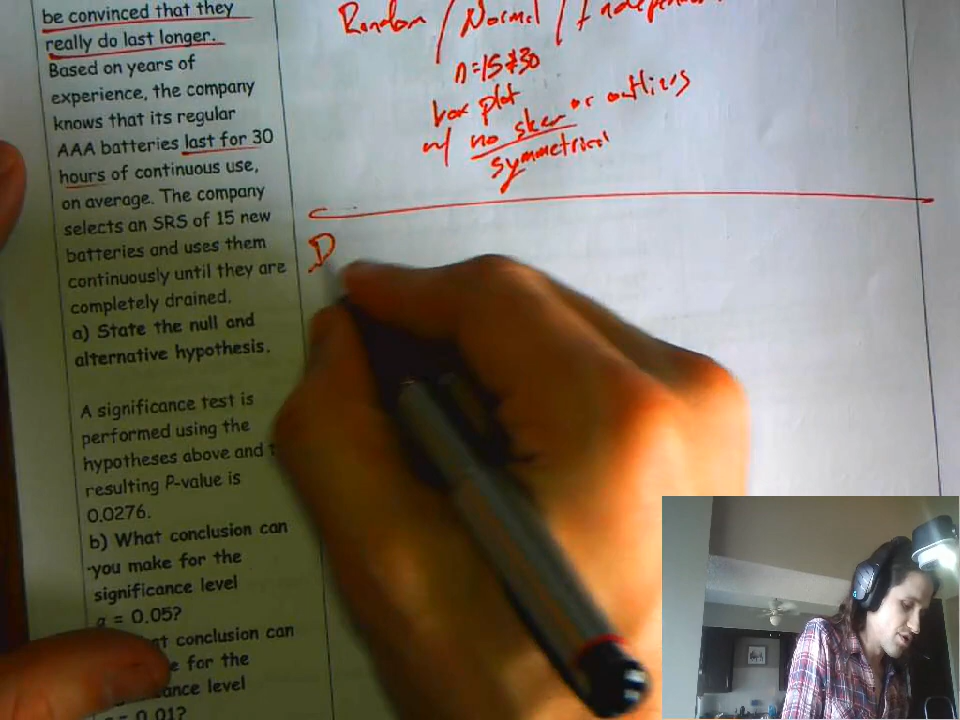 be convinced that they
really do last longer.
Based on years of
experience, the company
knows that its regular
AAA batteries last for 30
hours of continuous use,
on average. The company
selects an SRS of 15 new
batteries and uses them
continuously until they are
completely drained.
a) State the null and
alternative hypothesis.
A significance test is
performed using the
hypotheses above and
resulting P-value is
0.0276.
b) What conclusion can
you make for the
significance level
α = 0.05?
conclusion can
for the
level
= 0.01?
Random / Normal / Independent
n=15≱30
box plot
w/ no skew or outliers
symmetrical
D